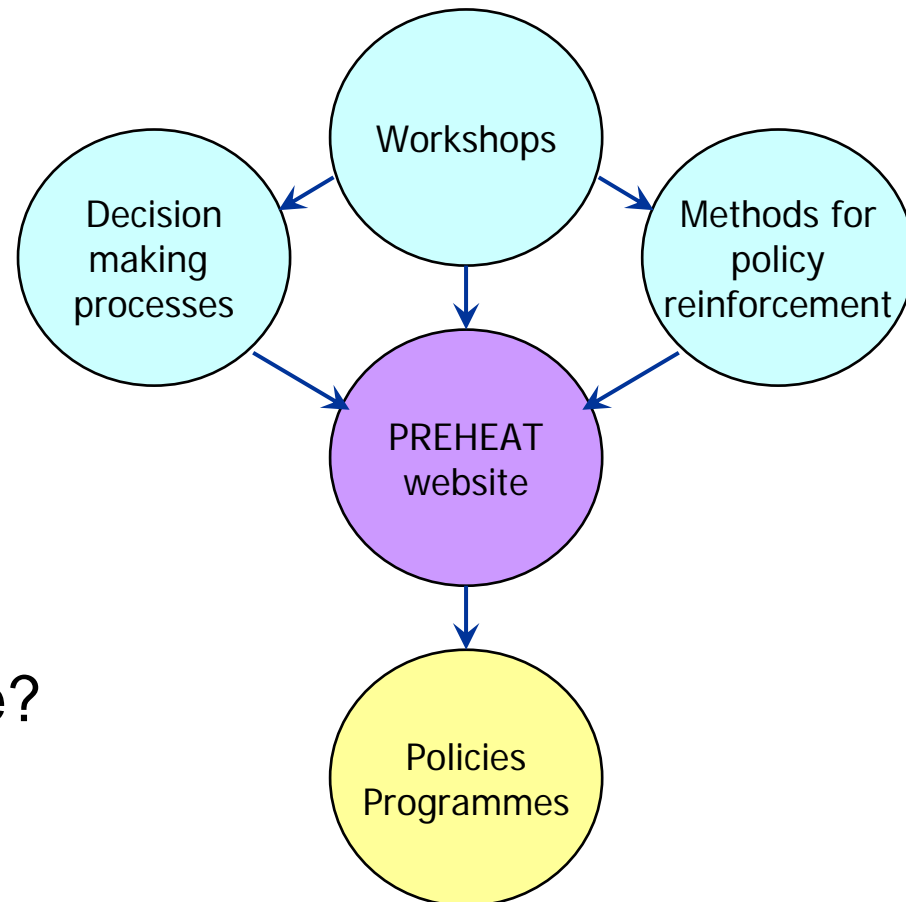 Workshops
Decision
making
processes
Methods for
policy
reinforcement
PREHEAT
website
e?
Policies
Programmes